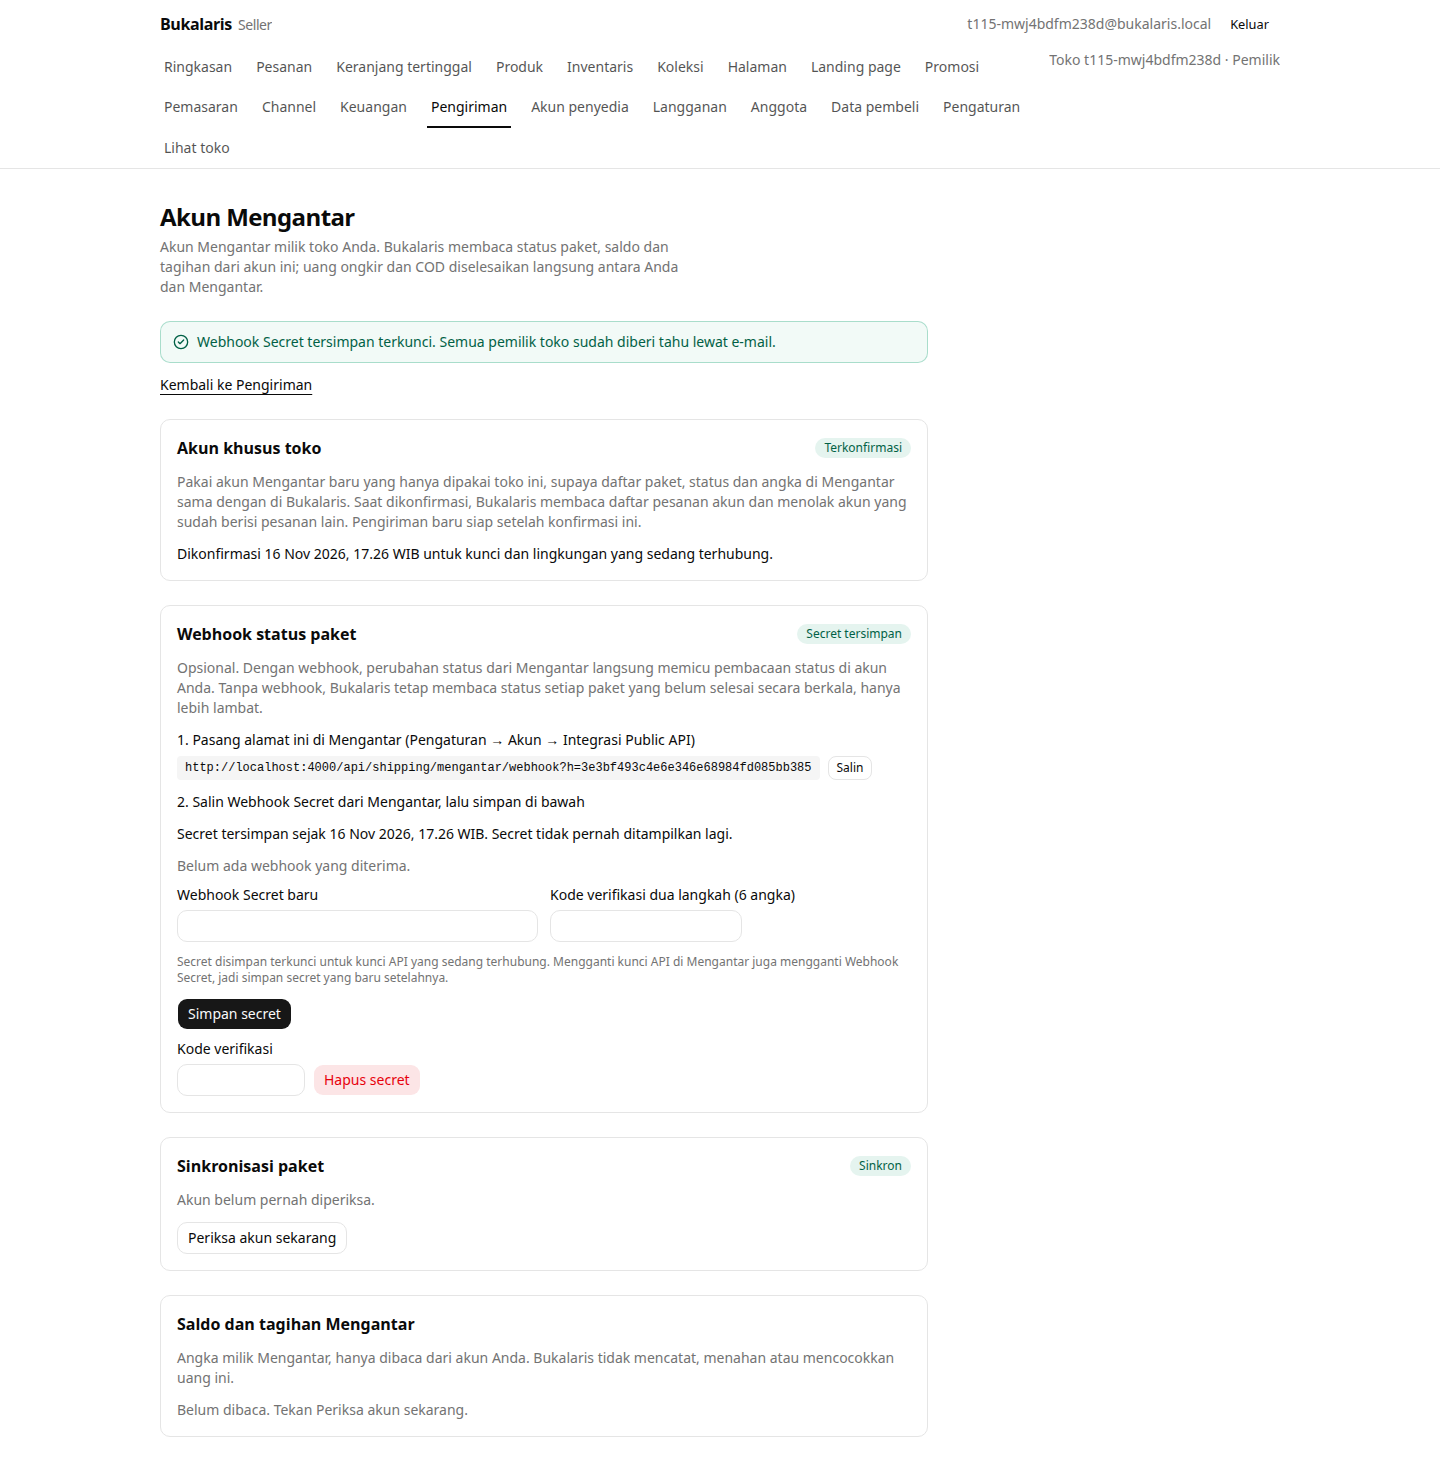 Bukalaris Seller
t115-mwj4bdfm238d@bukalaris.local Keluar
Ringkasan Pesanan Keranjang tertinggal Produk Inventaris Koleksi Halaman Landing page Promosi
Toko t115-mwj4bdfm238d · Pemilik
Pemasaran Channel Keuangan Pengiriman Akun penyedia Langganan Anggota Data pembeli Pengaturan
Lihat toko
Akun Mengantar
Akun Mengantar milik toko Anda. Bukalaris membaca status paket, saldo dan
tagihan dari akun ini; uang ongkir dan COD diselesaikan langsung antara Anda
dan Mengantar.
Webhook Secret tersimpan terkunci. Semua pemilik toko sudah diberi tahu lewat e-mail.
Kembali ke Pengiriman
Akun khusus toko
Terkonfirmasi
Pakai akun Mengantar baru yang hanya dipakai toko ini, supaya daftar paket, status dan angka di Mengantar
sama dengan di Bukalaris. Saat dikonfirmasi, Bukalaris membaca daftar pesanan akun dan menolak akun yang
sudah berisi pesanan lain. Pengiriman baru siap setelah konfirmasi ini.
Dikonfirmasi 16 Nov 2026, 17.26 WIB untuk kunci dan lingkungan yang sedang terhubung.
Webhook status paket
Secret tersimpan
Opsional. Dengan webhook, perubahan status dari Mengantar langsung memicu pembacaan status di akun
Anda. Tanpa webhook, Bukalaris tetap membaca status setiap paket yang belum selesai secara berkala, hanya
lebih lambat.
1. Pasang alamat ini di Mengantar (Pengaturan → Akun → Integrasi Public API)
http://localhost:4000/api/shipping/mengantar/webhook?h=3e3bf493c4e6e346e68984fd085bb385 Salin
2. Salin Webhook Secret dari Mengantar, lalu simpan di bawah
Secret tersimpan sejak 16 Nov 2026, 17.26 WIB. Secret tidak pernah ditampilkan lagi.
Belum ada webhook yang diterima.
Webhook Secret baru Kode verifikasi dua langkah (6 angka)
Secret disimpan terkunci untuk kunci API yang sedang terhubung. Mengganti kunci API di Mengantar juga mengganti Webhook
Secret, jadi simpan secret yang baru setelahnya.
Simpan secret
Kode verifikasi
Hapus secret
Sinkronisasi paket
Sinkron
Akun belum pernah diperiksa.
Periksa akun sekarang
Saldo dan tagihan Mengantar
Angka milik Mengantar, hanya dibaca dari akun Anda. Bukalaris tidak mencatat, menahan atau mencocokkan
uang ini.
Belum dibaca. Tekan Periksa akun sekarang.